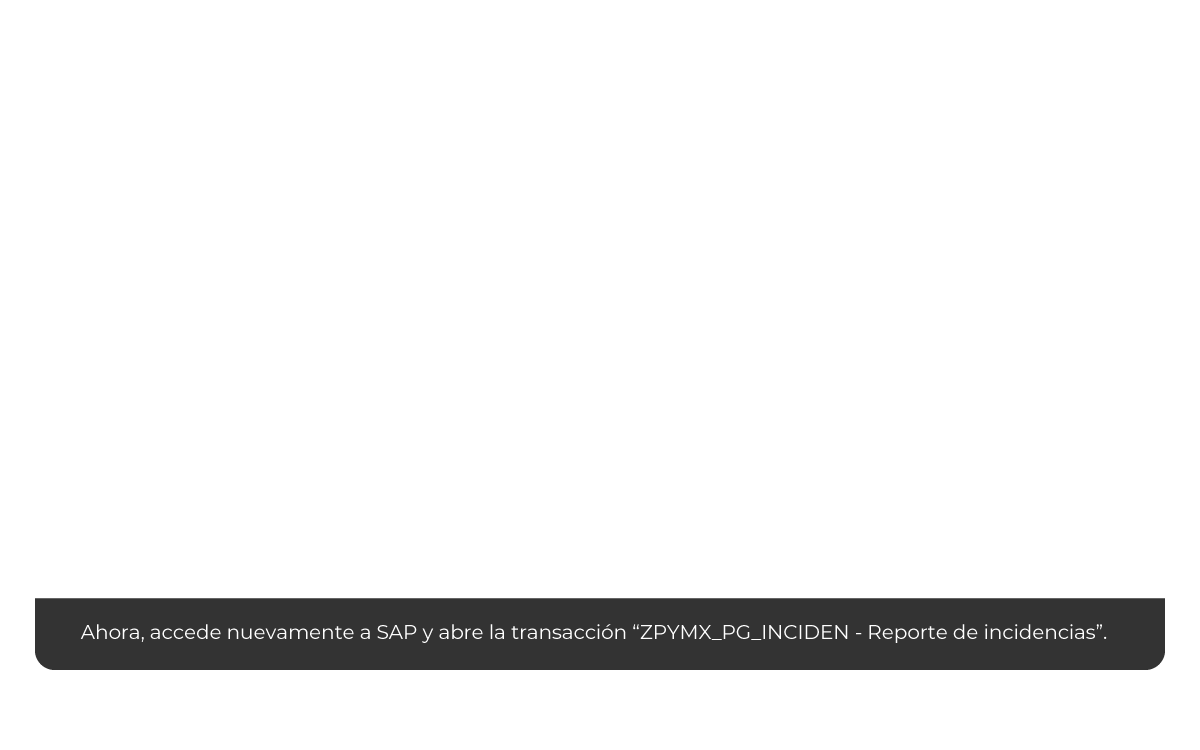 Ahora, accede nuevamente a SAP y abre la transacción “ZPYMX_PG_INCIDEN - Reporte de incidencias”.